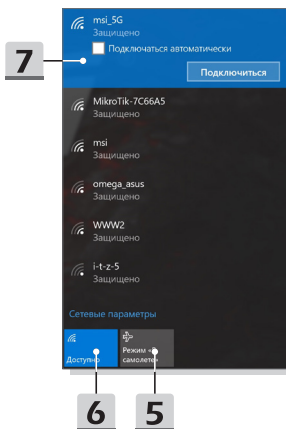 msi_5G
Защищено
Подключаться автоматически
7
Подключиться
MikroTik-7C66A5
Защищено
msi
Защищено
omega_asus
Защищено
WWW2
Защищено
i-t-z-5
Защищено
Сетевые параметры
Доступно
Режим «В
самолете»
6
5